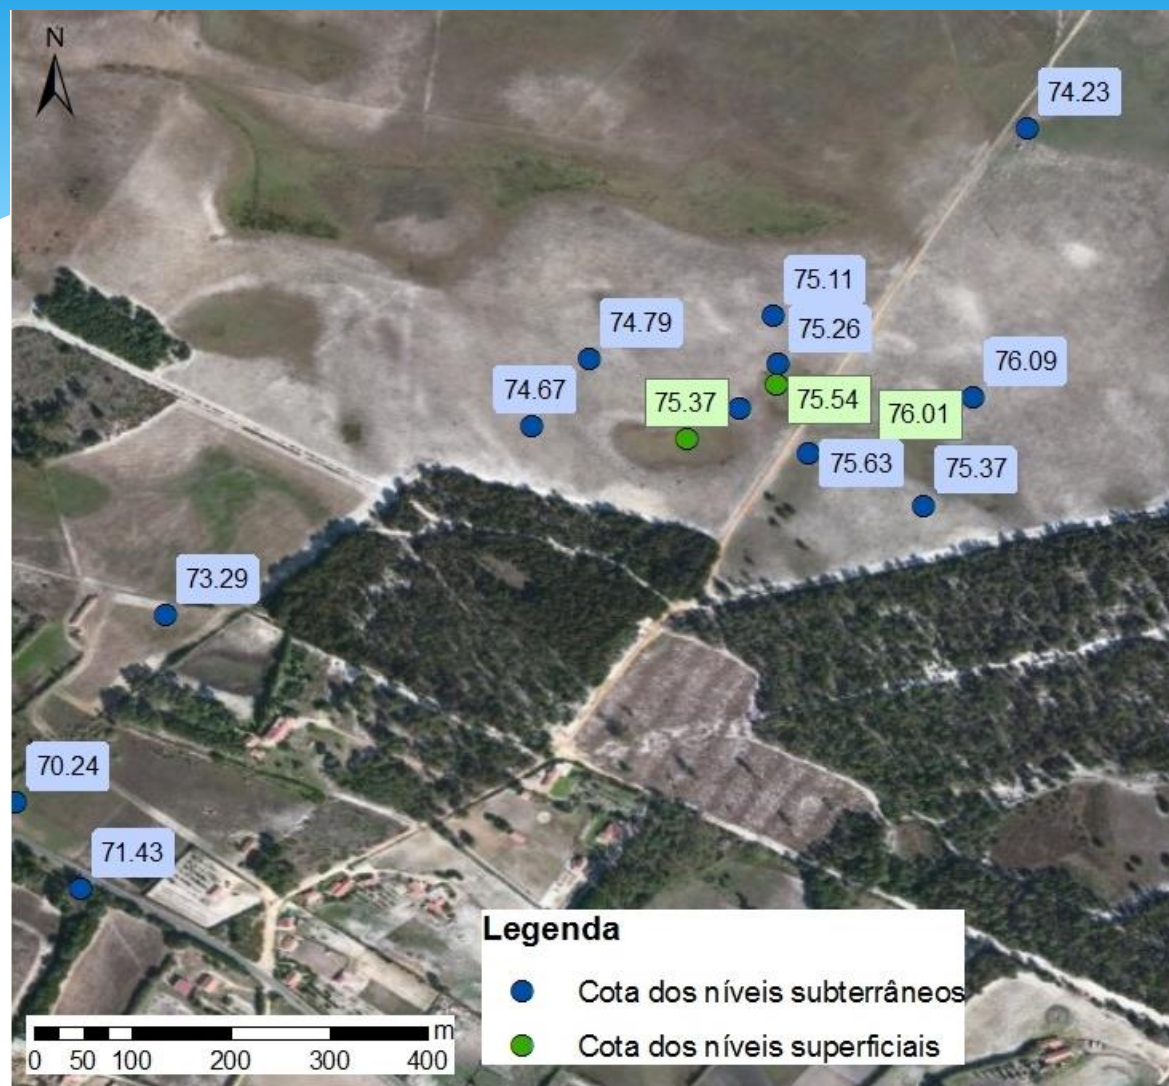 N
74.23
75.11
74.79
75.26
76.09
74.67
75.37
75.54
76.01
75.63
75.37
73.29
70.24
71.43
Legenda
Cota dos níveis subterrâneos
Cota dos níveis superficiais
m
0 50 100 200 300 400